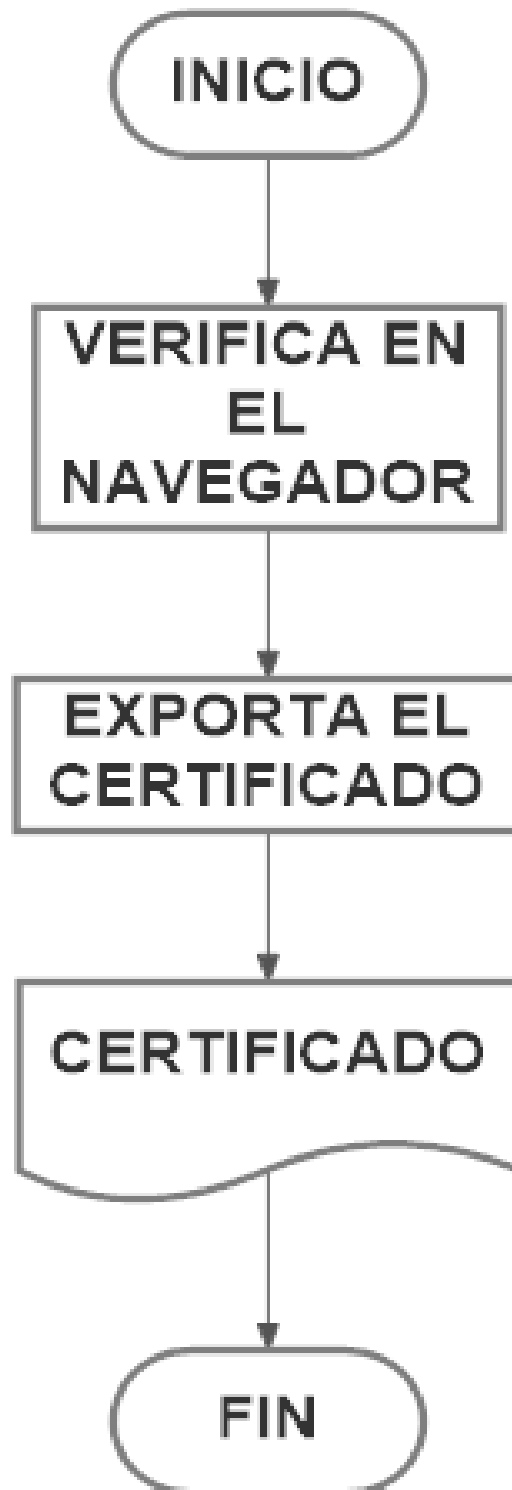 INICIO
VERIFICA EN
EL
NAVEGADOR
EXPORTA EL
CERTIFICADO
CERTIFICADO
FIN